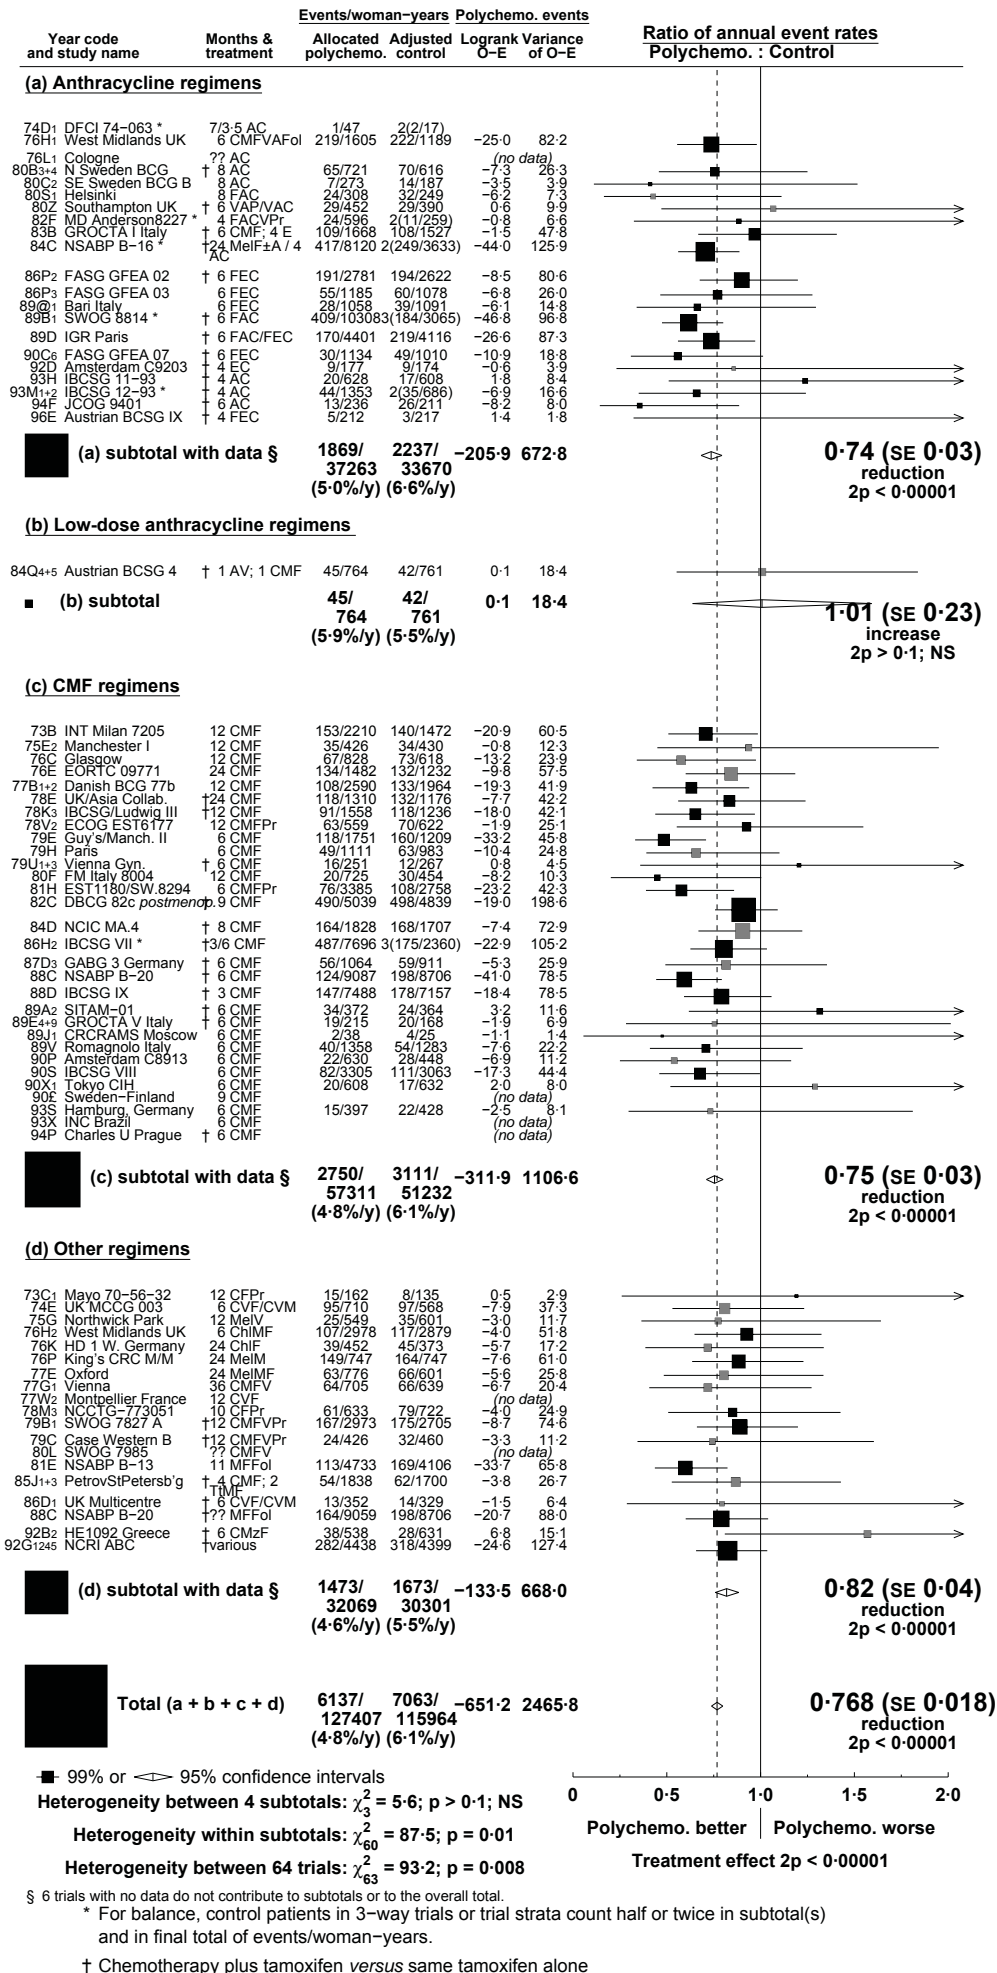 Events/woman−years Polychemo. events
Year code and study name Months & treatment Allocated polychemo. Adjusted control Logrank O−E Variance of O−E Ratio of annual event rates Polychemo. : Control
(a) Anthracycline regimens
74D1 DFCI 74−063 * 7/3·5 AC 1/47 2(2/17)
76H1 West Midlands UK 6 CMFVAFol 219/1605 222/1189 −25·0 82·2
76L1 Cologne ?? AC (no data)
80B3+4 N Sweden BCG † 8 AC 65/721 70/616 −7·3 26·3
80C2 SE Sweden BCG B 8 AC 7/273 14/187 −3·5 3·9
80S1 Helsinki 8 FAC 24/308 32/249 −6·2 7·3
80Z Southampton UK † 6 VAP/VAC 29/452 29/390 0·6 9·9
82F MD Anderson8227 * 4 FACVPr 24/596 2(11/259) −0·8 6·6
83B GROCTA I Italy † 6 CMF; 4 E 109/1668 108/1527 −1·5 47·8
84C NSABP B−16 * †24 MelF±A / 4 AC 417/8120 2(249/3633) −44·0 125·9
86P2 FASG GFEA 02 † 6 FEC 191/2781 194/2622 −8·5 80·6
86P3 FASG GFEA 03 6 FEC 55/1185 60/1078 −6·8 26·0
89@1 Bari Italy 6 FEC 28/1058 39/1091 −6·1 14·8
89B1 SWOG 8814 * † 6 FAC 409/10308 3(184/3065) −46·8 96·8
89D IGR Paris † 6 FAC/FEC 170/4401 219/4116 −26·6 87·3
90C6 FASG GFEA 07 † 6 FEC 30/1134 49/1010 −10·9 18·8
92D Amsterdam C9203 † 4 EC 9/177 9/174 −0·6 3·9
93H IBCSG 11−93 † 4 AC 20/628 17/608 1·8 8·4
93M1+2 IBCSG 12−93 * † 4 AC 44/1353 2(35/686) −6·9 16·6
94F JCOG 9401 † 6 AC 13/236 26/211 −8·2 8·0
96E Austrian BCSG IX † 4 FEC 5/212 3/217 1·4 1·8
(a) subtotal with data § 1869/ 37263 (5·0%/y) 2237/ 33670 (6·6%/y) −205·9 672·8 0·74 (SE 0·03) reduction 2p < 0·00001
(b) Low−dose anthracycline regimens
84Q4+5 Austrian BCSG 4 † 1 AV; 1 CMF 45/764 42/761 0·1 18·4
(b) subtotal 45/ 764 (5·9%/y) 42/ 761 (5·5%/y) 0·1 18·4 1·01 (SE 0·23) increase 2p > 0·1; NS
(c) CMF regimens
73B INT Milan 7205 12 CMF 153/2210 140/1472 −20·9 60·5
75E2 Manchester I 12 CMF 35/426 34/430 −0·8 12·3
76C Glasgow 12 CMF 67/828 73/618 −13·2 23·9
76E EORTC 09771 24 CMF 134/1482 132/1232 −9·8 57·5
77B1+2 Danish BCG 77b 12 CMF 108/2590 133/1964 −19·3 41·9
78E UK/Asia Collab. †24 CMF 118/1310 132/1176 −7·7 42·2
78K3 IBCSG/Ludwig III †12 CMF 91/1558 118/1236 −18·0 42·1
78V2 ECOG EST6177 12 CMFPr 63/559 70/622 −1·9 25·1
79E Guy's/Manch. II 6 CMF 118/1751 160/1209 −33·2 45·8
79H Paris 6 CMF 49/1111 63/983 −10·4 24·8
79U1+3 Vienna Gyn. † 6 CMF 16/251 12/267 0·8 4·5
80F FM Italy 8004 12 CMF 20/725 30/454 −8·2 10·3
81H EST1180/SW.8294 6 CMFPr 76/3385 108/2758 −23·2 42·3
82C DBCG 82c postmenop. † 9 CMF 490/5039 498/4839 −19·0 198·6
84D NCIC MA.4 † 8 CMF 164/1828 168/1707 −7·4 72·9
86H2 IBCSG VII * †3/6 CMF 487/7696 3(175/2360) −22·9 105·2
87D3 GABG 3 Germany † 6 CMF 56/1064 59/911 −5·3 25·9
88C NSABP B−20 † 6 CMF 124/9087 198/8706 −41·0 78·5
88D IBCSG IX † 3 CMF 147/7488 178/7157 −18·4 78·5
89A2 SITAM−01 † 6 CMF 34/372 24/364 3·2 11·6
89E4+9 GROCTA V Italy † 6 CMF 19/215 20/168 −1·9 6·9
89J1 CRCRAMS Moscow 6 CMF 2/38 4/25 −1·1 1·4
89V Romagnolo Italy 6 CMF 40/1358 54/1283 −7·6 22·2
90P Amsterdam C8913 6 CMF 22/630 28/448 −6·9 11·2
90S IBCSG VIII 6 CMF 82/3305 111/3063 −17·3 44·4
90X1 Tokyo CIH 6 CMF 20/608 17/632 2·0 8·0
90£ Sweden−Finland 9 CMF (no data)
93S Hamburg, Germany 6 CMF 15/397 22/428 −2·5 8·1
93X INC Brazil 6 CMF (no data)
94P Charles U Prague † 6 CMF (no data)
(c) subtotal with data § 2750/ 57311 (4·8%/y) 3111/ 51232 (6·1%/y) −311·9 1106·6 0·75 (SE 0·03) reduction 2p < 0·00001
(d) Other regimens
73C1 Mayo 70−56−32 12 CFPr 15/162 8/135 0·5 2·9
74E UK MCCG 003 6 CVF/CVM 95/710 97/568 −7·9 37·3
75G Northwick Park 12 MelV 25/549 35/601 −3·0 11·7
76H2 West Midlands UK 6 ChlMF 107/2978 117/2879 −4·0 51·8
76K HD 1 W. Germany 24 ChlF 39/452 45/373 −5·7 17·2
76P King's CRC M/M 24 MelM 149/747 164/747 −7·6 61·0
77E Oxford 24 MelMF 63/776 66/601 −5·6 25·8
77G1 Vienna 36 CMFV 64/705 66/639 −6·7 20·4
77W2 Montpellier France 12 CVF (no data)
78M3 NCCTG−773051 10 CFPr 61/633 79/722 −4·0 24·9
79B1 SWOG 7827 A †12 CMFVPr 167/2973 175/2705 −8·7 74·6
79C Case Western B †12 CMFVPr 24/426 32/460 −3·3 11·2
80L SWOG 7985 ?? CMFV (no data)
81E NSABP B−13 11 MFFol 113/4733 169/4106 −33·7 65·8
85J1+3 PetrovStPetersb'g † 4 CMF; 2 TtMF 54/1838 62/1700 −3·8 26·7
86D1 UK Multicentre † 6 CVF/CVM 13/352 14/329 −1·5 6·4
88C NSABP B−20 †?? MFFol 164/9059 198/8706 −20·7 88·0
92B2 HE1092 Greece † 6 CMzF 38/538 28/631 6·8 15·1
92G1245 NCRI ABC †various 282/4438 318/4399 −24·6 127·4
(d) subtotal with data § 1473/ 32069 (4·6%/y) 1673/ 30301 (5·5%/y) −133·5 668·0 0·82 (SE 0·04) reduction 2p < 0·00001
Total (a + b + c + d) 6137/ 127407 (4·8%/y) 7063/ 115964 (6·1%/y) −651·2 2465·8 0·768 (SE 0·018) reduction 2p < 0·00001
99% or 95% confidence intervals
0·0 0·5 1·0 1·5 2·0
Heterogeneity between 4 subtotals: χ²₃ = 5·6; p > 0·1; NS
Polychemo. better Polychemo. worse
Heterogeneity within subtotals: χ²₆₀ = 87·5; p = 0·01
Treatment effect 2p < 0·00001
Heterogeneity between 64 trials: χ²₆₃ = 93·2; p = 0·008
§ 6 trials with no data do not contribute to subtotals or to the overall total.
* For balance, control patients in 3−way trials or trial strata count half or twice in subtotal(s)
and in final total of events/woman−years.
† Chemotherapy plus tamoxifen versus same tamoxifen alone